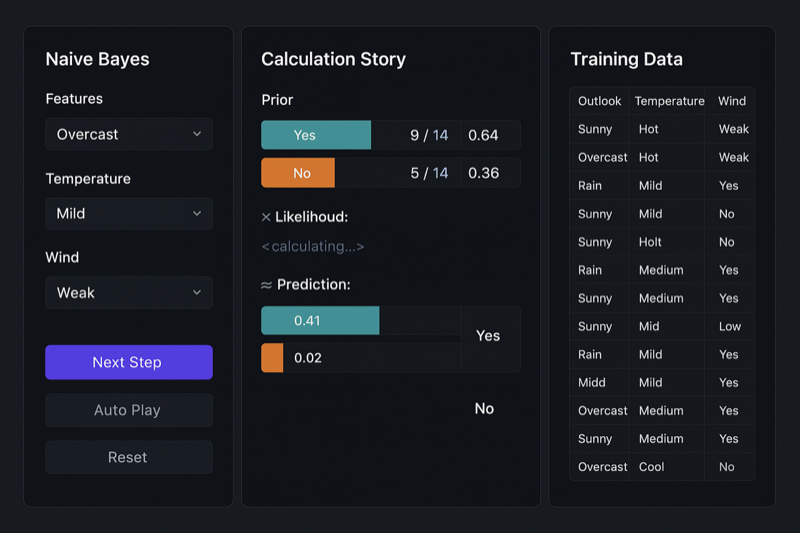 Naive Bayes
Features
Overcast
Temperature
Mild
Wind
Weak
Next Step
Auto Play
Reset
Calculation Story
Prior
Yes 9 / 14 0.64
No 5 / 14 0.36
× Likelihoud:
<calculating...>
≈ Prediction:
0.41
Yes
0.02
No
Training Data
Outlook Temperature Wind
Sunny Hot Weak
Overcast Hot Weak
Rain Mild Yes
Sunny Mild No
Sunny Holt No
Rain Medium Yes
Sunny Medium Yes
Sunny Mid Low
Rain Mild Yes
Midd Mild Yes
Overcast Medium Yes
Sunny Medium Yes
Overcast Cool No